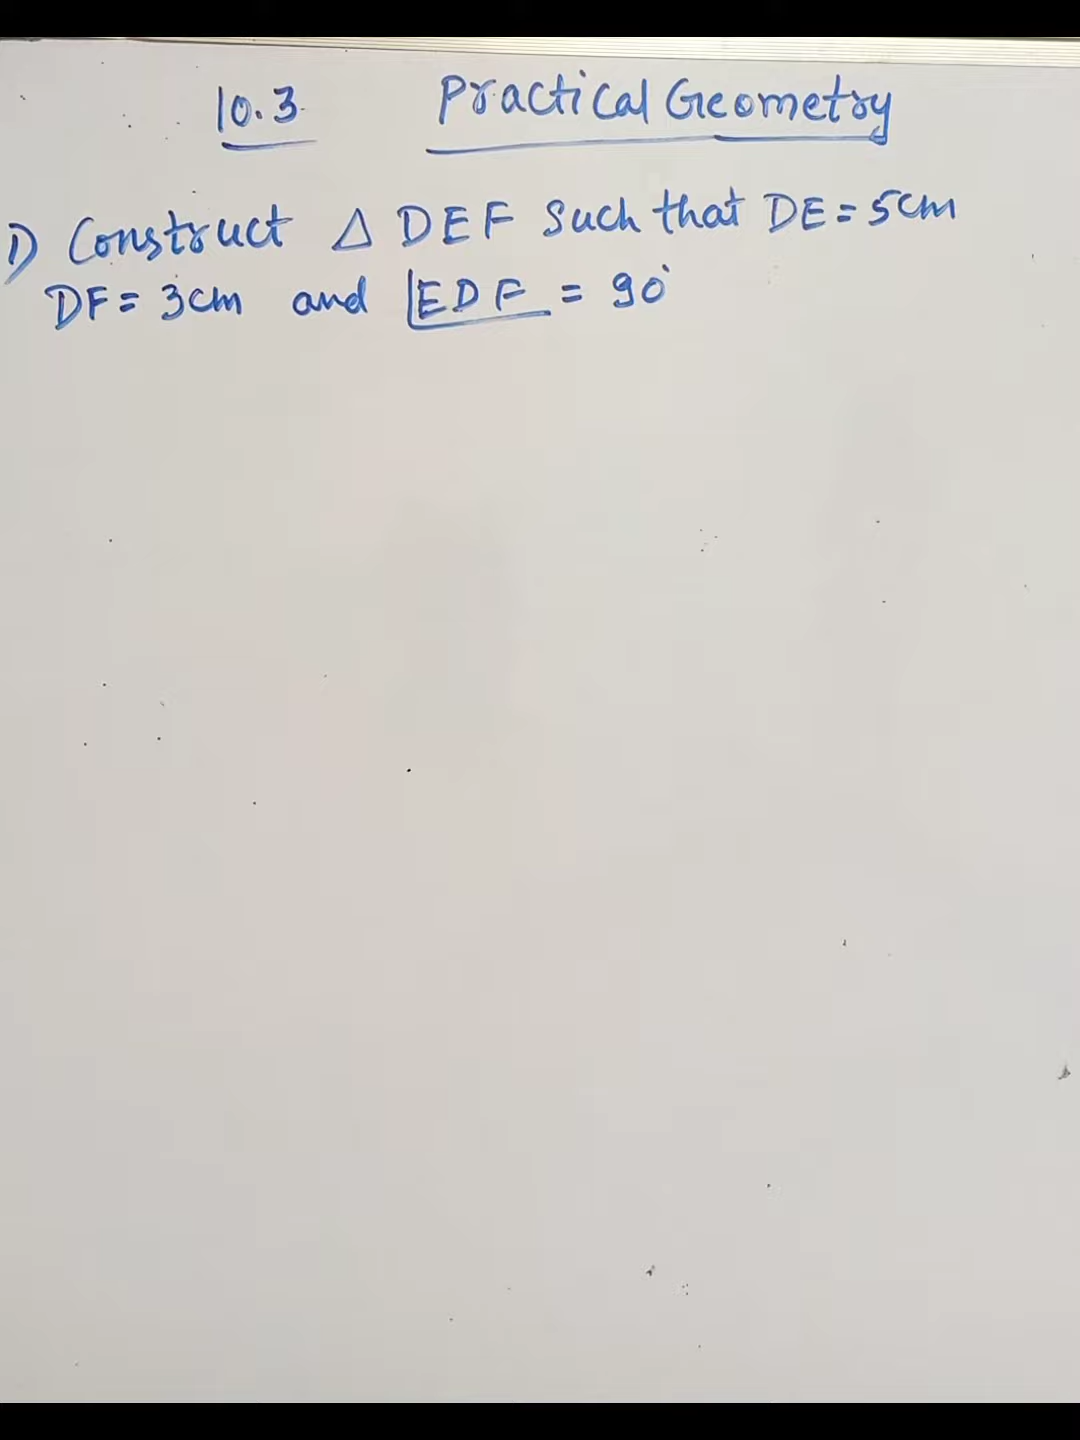 10.3 Practical Geometry
1) Construct △ DEF such that DE = 5cm
DF = 3cm and ∠EDF = 90°